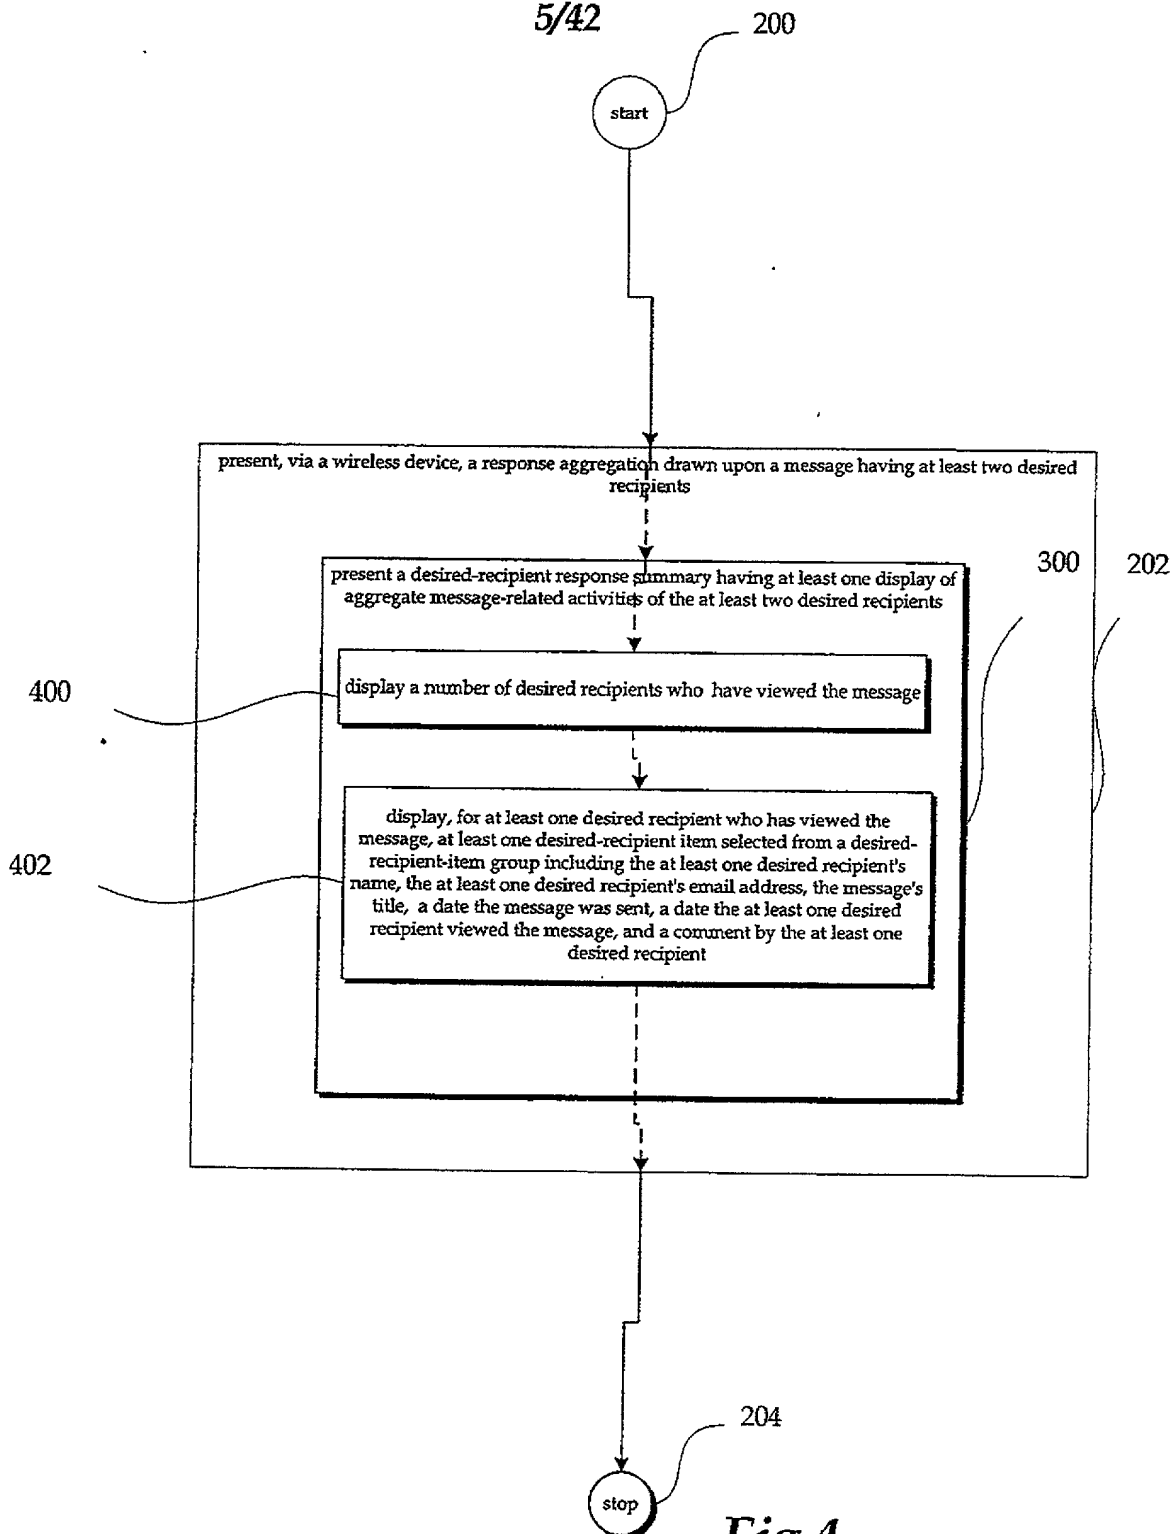 5/42
200
start
present, via a wireless device, a response aggregation drawn upon a message having at least two desired
recipients
300
202
present a desired-recipient response summary having at least one display of
aggregate message-related activities of the at least two desired recipients
400
display a number of desired recipients who have viewed the message
402
display, for at least one desired recipient who has viewed the
message, at least one desired-recipient item selected from a desired-
recipient-item group including the at least one desired recipient's
name, the at least one desired recipient's email address, the message's
title, a date the message was sent, a date the at least one desired
recipient viewed the message, and a comment by the at least one
desired recipient
204
stop
Fig 4